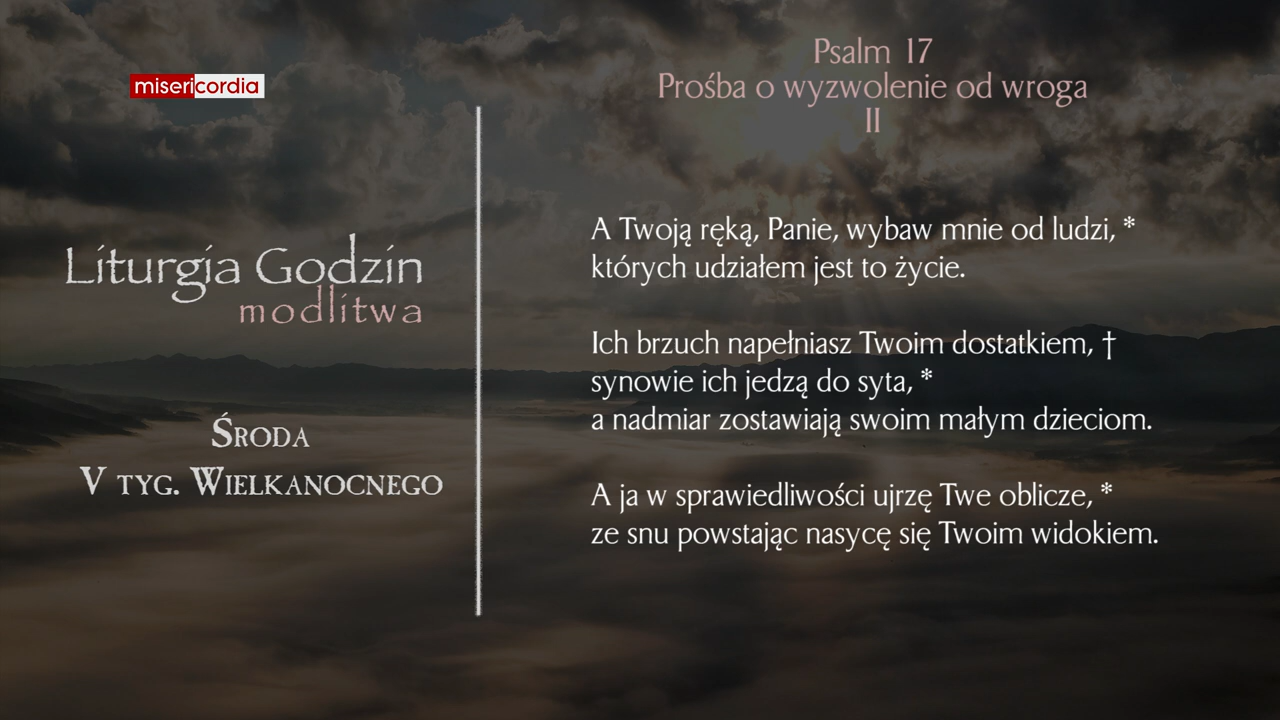 misericordia
Liturgia Godzin
modlitwa
Środa
V tyg. Wielkanocnego
Psalm 17
Prośba o wyzwolenie od wroga
II
A Twoją ręką, Panie, wybaw mnie od ludzi, *
których udziałem jest to życie.
Ich brzuch napełniasz Twoim dostatkiem, †
synowie ich jedzą do syta, *
a nadmiar zostawiają swoim małym dzieciom.
A ja w sprawiedliwości ujrzę Twe oblicze, *
ze snu powstając nasycę się Twoim widokiem.